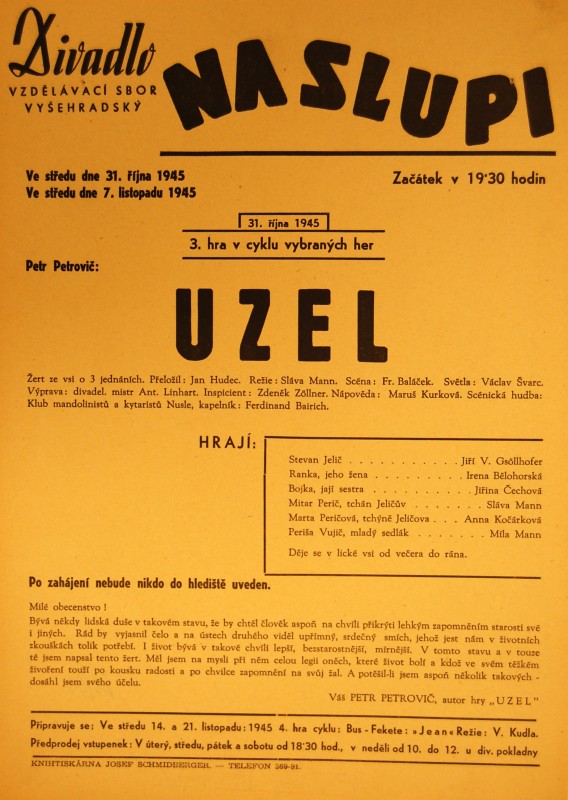 Divadlo
VZDĚLÁVACÍ SBOR
VYŠEHRADSKÝ
NA SLUPI
Ve středu dne 31. října 1945
Ve středu dne 7. listopadu 1945
Začátek v 19·30 hodin
31. října 1945
3. hra v cyklu vybraných her
Petr Petrovič:
UZEL
Žert ze vsi o 3 jednáních. Přeložil: Jan Hudec. Režie: Sláva Mann. Scéna: Fr. Baláček. Světla: Václav Švarc.
Výprava: divadel. mistr Ant. Linhart. Inspicient: Zdeněk Zöllner. Nápověda: Maruš Kurková. Scénická hudba:
Klub mandolinistů a kytaristů Nusle, kapelník: Ferdinand Bairich.
HRAJÍ:
Stevan Jelič . . . . . . . . . . . Jiří V. Gsöllhofer
Ranka, jeho žena . . . . . . . . . Irena Bělohorská
Bojka, její sestra . . . . . . . . . . Jiřina Čechová
Mitar Perič, tchán Jeličův . . . . . . . Sláva Mann
Marta Peričová, tchýně Jeličova . . . Anna Kočárková
Periša Vujič, mladý sedlák . . . . . . . Míla Mann
Děje se v lické vsi od večera do rána.
Po zahájení nebude nikdo do hlediště uveden.
Milé obecenstvo !
Bývá někdy lidská duše v takovém stavu, že by chtěl člověk aspoň na chvíli přikrýti lehkým zapomněním starosti své
i jiných. Rád by vyjasnil čelo a na ústech druhého viděl upřímný, srdečný smích, jehož jest nám v životních
zkouškách tolik potřebí. I život bývá v takové chvíli lepší, bezstarostnější, mírnější. V tomto stavu a v touze
té jsem napsal tento žert. Měl jsem na mysli při něm celou legii oněch, které život bolí a kdož ve svém těžkém
živoření touží po kousku radosti a po chvilce zapomnění na svůj žal. A potěšil-li jsem aspoň několik takových -
dosáhl jsem svého účelu.
Váš PETR PETROVIČ, autor hry „UZEL”
Připravuje se: Ve středu 14. a 21. listopadu: 1945 4. hra cyklu: Bus-Fekete: »Jean« Režie: V. Kudla.
Předprodej vstupenek: V úterý, středu, pátek a sobotu od 18'30 hod., v neděli od 10. do 12. u div. pokladny
KNIHTISKÁRNA JOSEF SCHMIDBERGER. — TELEFON 569-91.